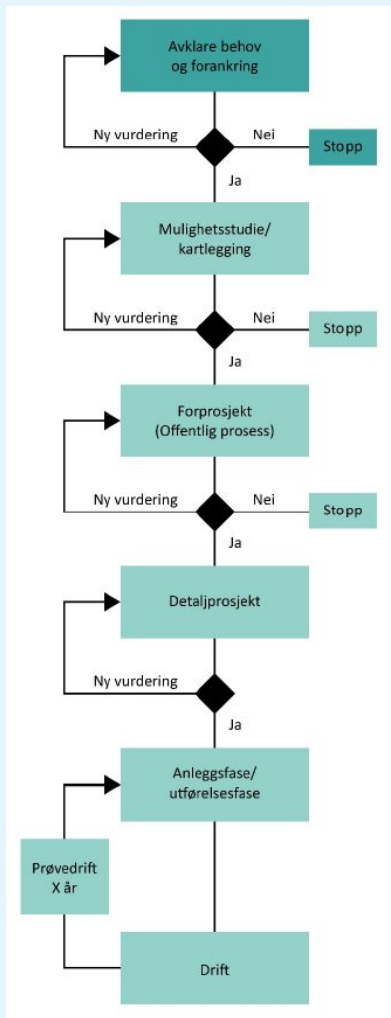 Avklare behov
og forankring
Ny vurdering
Nei
Stopp
Ja
Mulighetsstudie/
kartlegging
Ny vurdering
Nei
Stopp
Ja
Forprosjekt
(Offentlig prosess)
Ny vurdering
Nei
Stopp
Ja
Detaljprosjekt
Ny vurdering
Ja
Anleggsfase/
utførelsesfase
Prøvedrift
X år
Drift